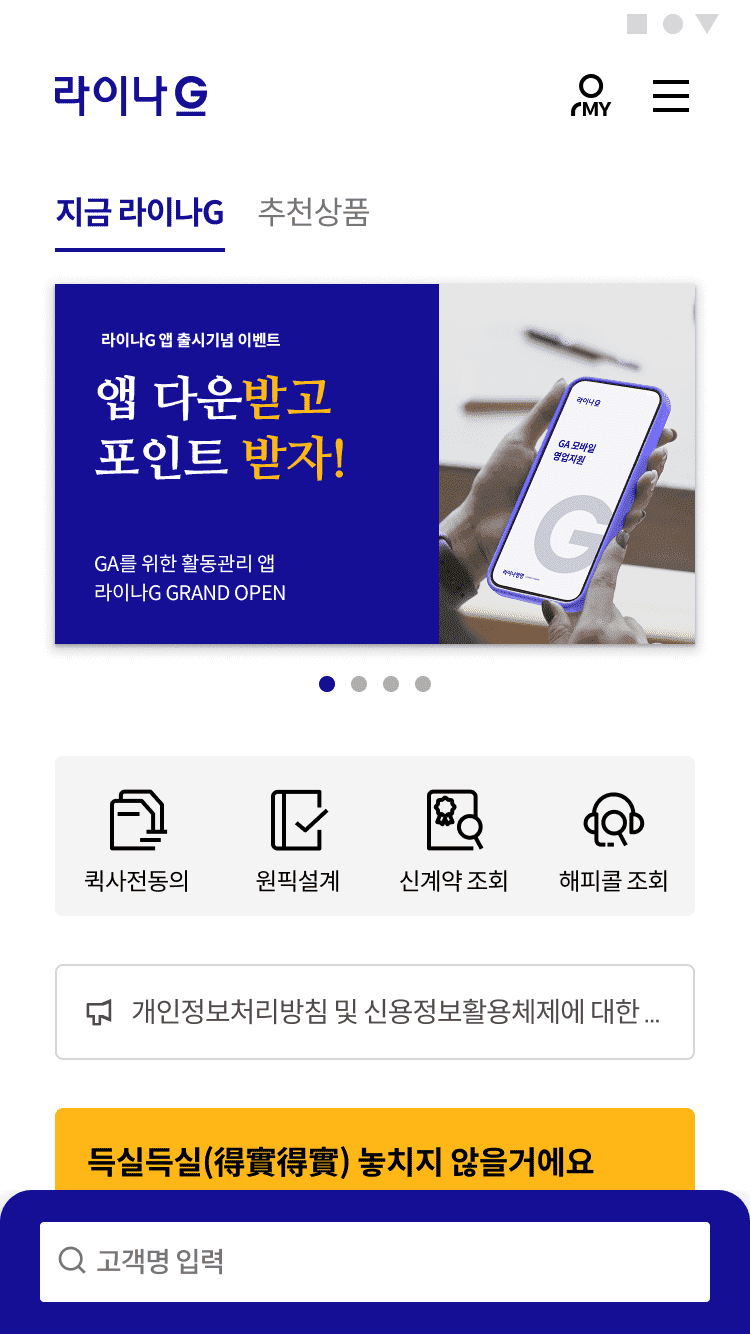 라이나 G
MY
지금 라이나G
추천상품
라이나G 앱 출시기념 이벤트
앱 다운받고
포인트 받자!
GA를 위한 활동관리 앱
라이나G GRAND OPEN
라이나G
GA 모바일
영업지원
G
라이나생명
퀵사전동의
원픽설계
신계약 조회
해피콜 조회
개인정보처리방침 및 신용정보활용체제에 대한 ...
득실득실(得實得實) 놓치지 않을거에요
고객명 입력